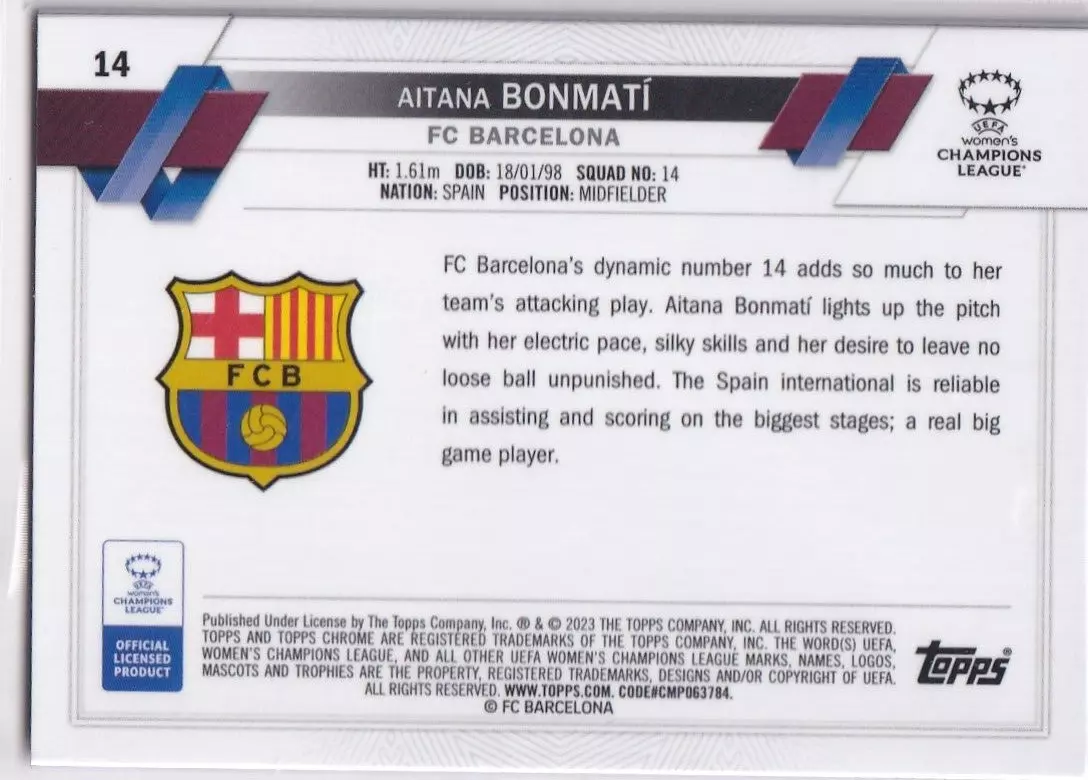 14
AITANA BONMATÍ
FC BARCELONA
HT: 1.61m DOB: 18/01/98 SQUAD NO: 14
NATION: SPAIN POSITION: MIDFIELDER
UEFA
women's
CHAMPIONS
LEAGUE
FC Barcelona's dynamic number 14 adds so much to her
team's attacking play. Aitana Bonmatí lights up the pitch
with her electric pace, silky skills and her desire to leave no
loose ball unpunished. The Spain international is reliable
in assisting and scoring on the biggest stages; a real big
game player.
FCB
UEFA
women's
CHAMPIONS
LEAGUE
OFFICIAL
LICENSED
PRODUCT
Published Under License by The Topps Company, Inc. ® & © 2023 THE TOPPS COMPANY, INC. ALL RIGHTS RESERVED.
TOPPS AND TOPPS CHROME ARE REGISTERED TRADEMARKS OF THE TOPPS COMPANY, INC. THE WORD(S) UEFA,
WOMEN'S CHAMPIONS LEAGUE, AND ALL OTHER UEFA WOMEN'S CHAMPIONS LEAGUE MARKS, NAMES, LOGOS,
MASCOTS AND TROPHIES ARE THE PROPERTY, REGISTERED TRADEMARKS, DESIGNS AND/OR COPYRIGHT OF UEFA.
ALL RIGHTS RESERVED. WWW.TOPPS.COM. CODE#CMP063784.
© FC BARCELONA
topps®